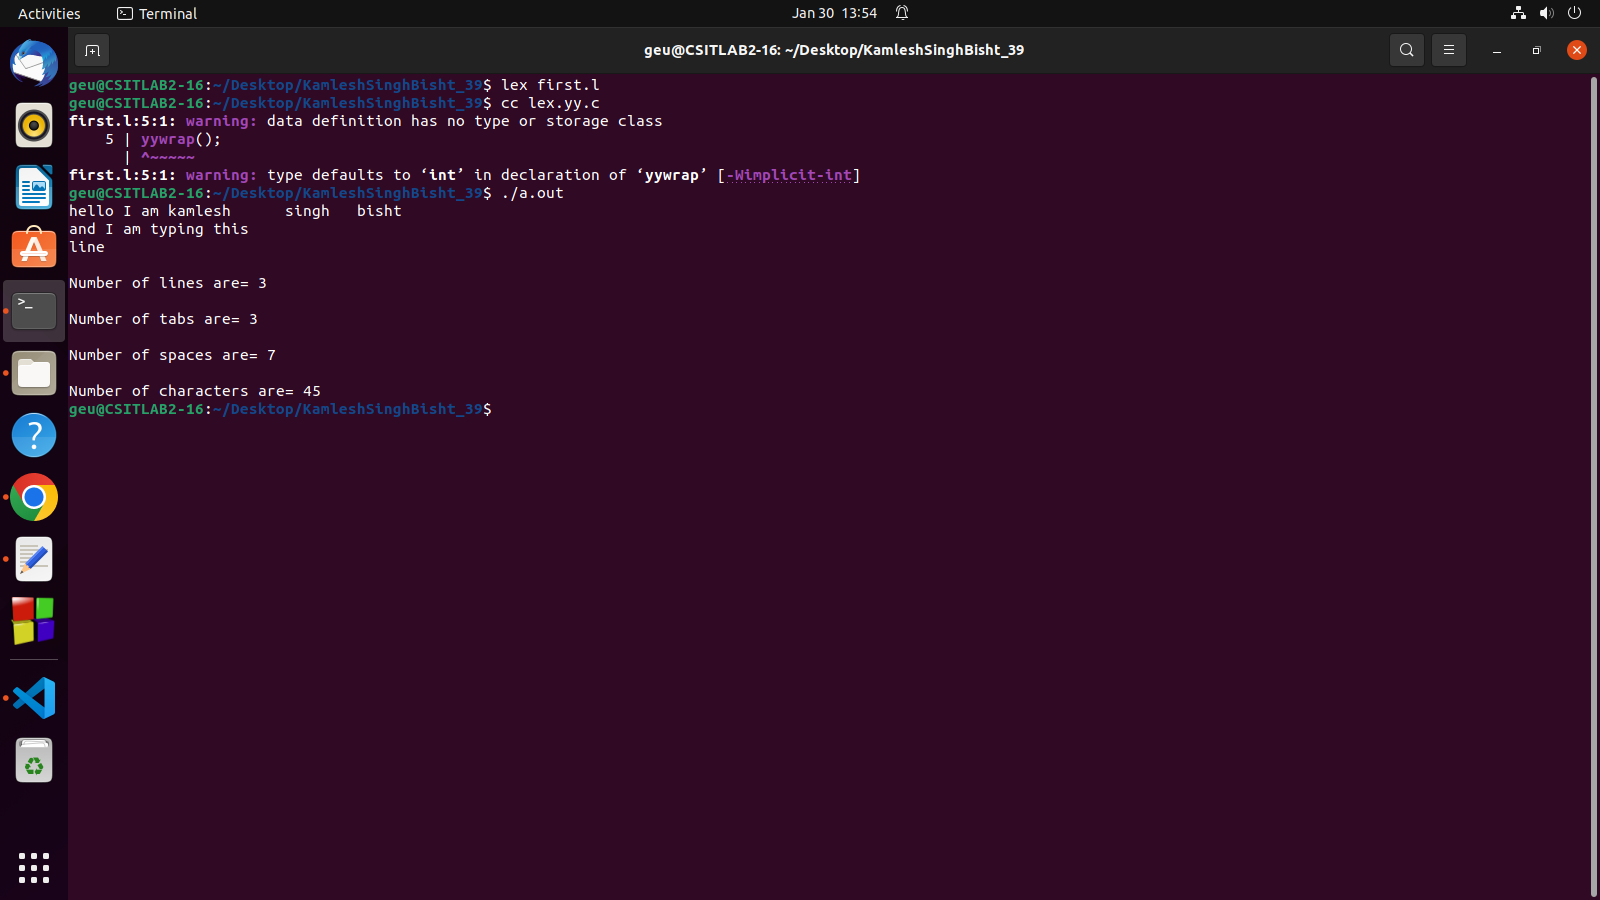 Activities
Terminal
Jan 30 13:54
geu@CSITLAB2-16: ~/Desktop/KamleshSinghBisht_39
geu@CSITLAB2-16:~/Desktop/KamleshSinghBisht_39$ lex first.l
geu@CSITLAB2-16:~/Desktop/KamleshSinghBisht_39$ cc lex.yy.c
first.l:5:1: warning: data definition has no type or storage class
    5 | yywrap();
      | ^~~~~~
first.l:5:1: warning: type defaults to ‘int’ in declaration of ‘yywrap’ [-Wimplicit-int]
geu@CSITLAB2-16:~/Desktop/KamleshSinghBisht_39$ ./a.out
hello I am kamlesh      singh   bisht
and I am typing this
line
Number of lines are= 3
Number of tabs are= 3
Number of spaces are= 7
Number of characters are= 45
geu@CSITLAB2-16:~/Desktop/KamleshSinghBisht_39$